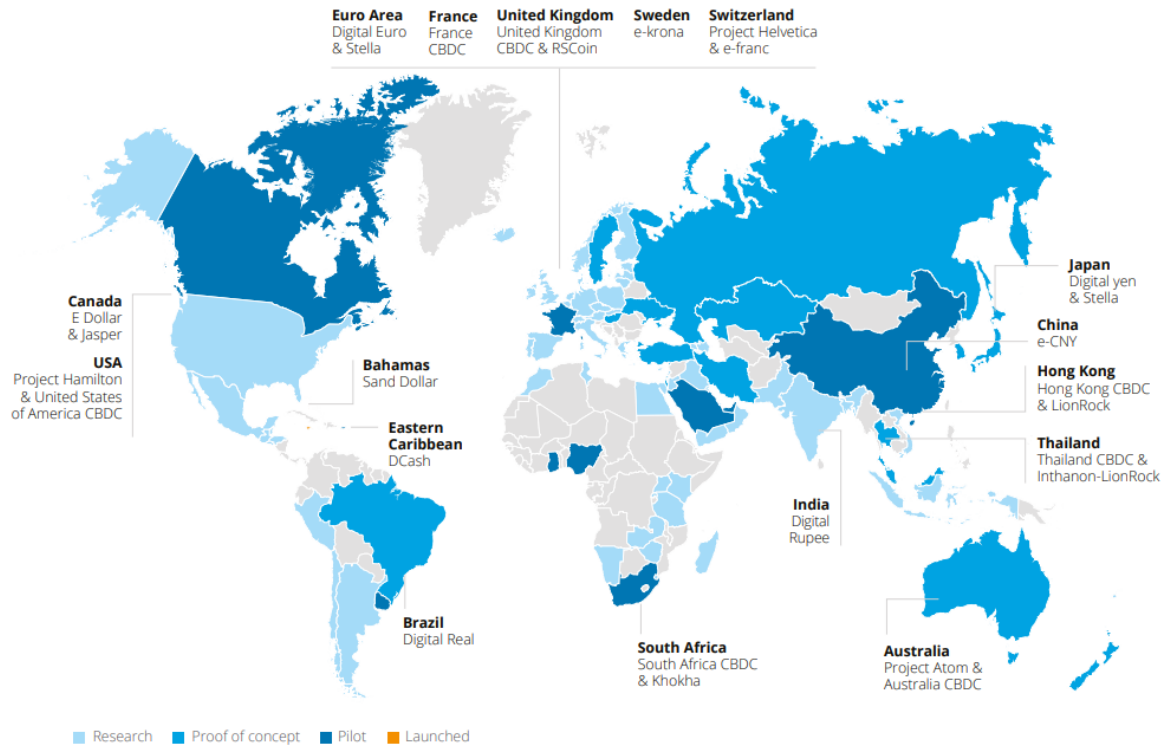 Euro Area
Digital Euro
& Stella
France
France
CBDC
United Kingdom
United Kingdom
CBDC & RSCoin
Sweden
e-krona
Switzerland
Project Helvetica
& e-franc
Canada
E Dollar
& Jasper
USA
Project Hamilton
& United States
of America CBDC
Bahamas
Sand Dollar
Eastern
Caribbean
DCash
Brazil
Digital Real
South Africa
South Africa CBDC
& Khokha
India
Digital
Rupee
Japan
Digital yen
& Stella
China
e-CNY
Hong Kong
Hong Kong CBDC
& LionRock
Thailand
Thailand CBDC &
Inthanon-LionRock
Australia
Project Atom &
Australia CBDC
Research
Proof of concept
Pilot
Launched